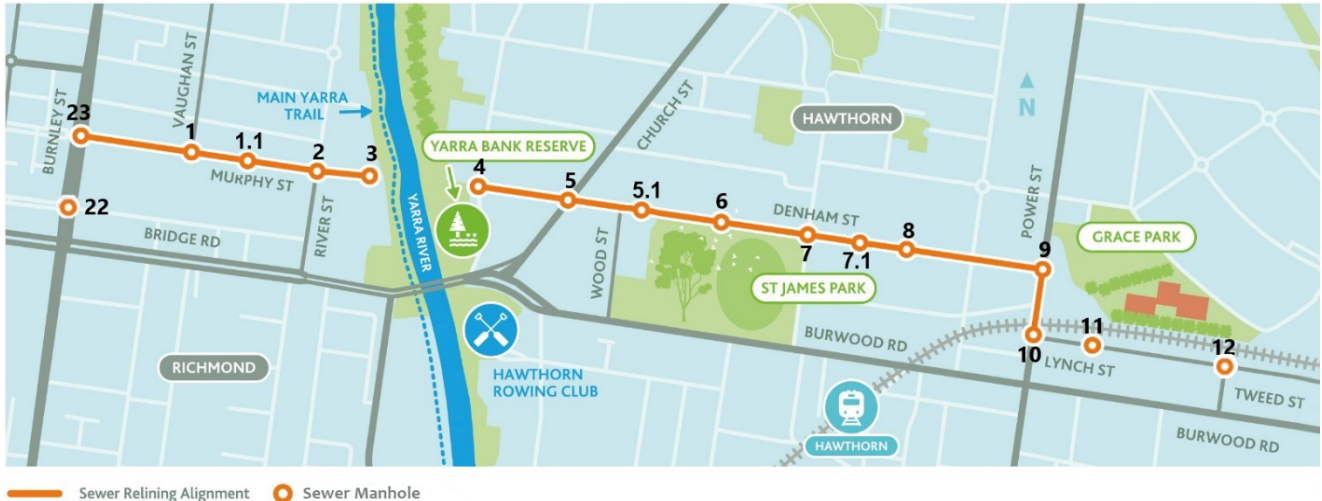 BURNLEY ST
23
VAUGHAN ST
1
1.1
2
3
MURPHY ST
22
BRIDGE RD
RIVER ST
RICHMOND
MAIN YARRA
TRAIL
YARRA RIVER
YARRA BANK RESERVE
HAWTHORN
ROWING CLUB
4
5
CHURCH ST
5.1
6
WOOD ST
DENHAM ST
7
7.1
8
ST JAMES PARK
HAWTHORN
N
POWER ST
9
GRACE PARK
10
11
12
LYNCH ST
TWEED ST
BURWOOD RD
BURWOOD RD
HAWTHORN
Sewer Relining Alignment
Sewer Manhole